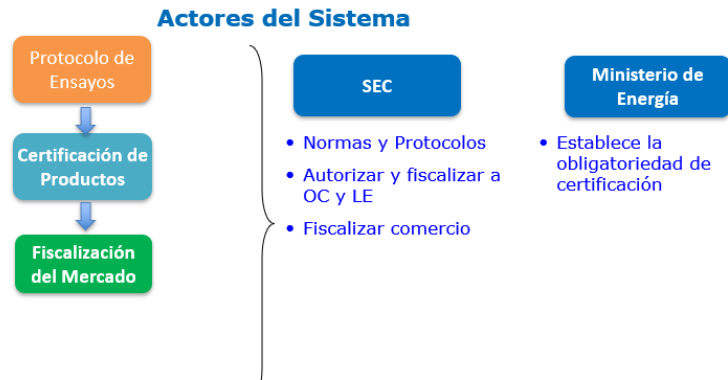 Actores del Sistema
Protocolo de
Ensayos
Certificación de
Productos
Fiscalización
del Mercado
SEC
• Normas y Protocolos
• Autorizar y fiscalizar a
OC y LE
• Fiscalizar comercio
Ministerio de
Energía
• Establece la
obligatoriedad de
certificación